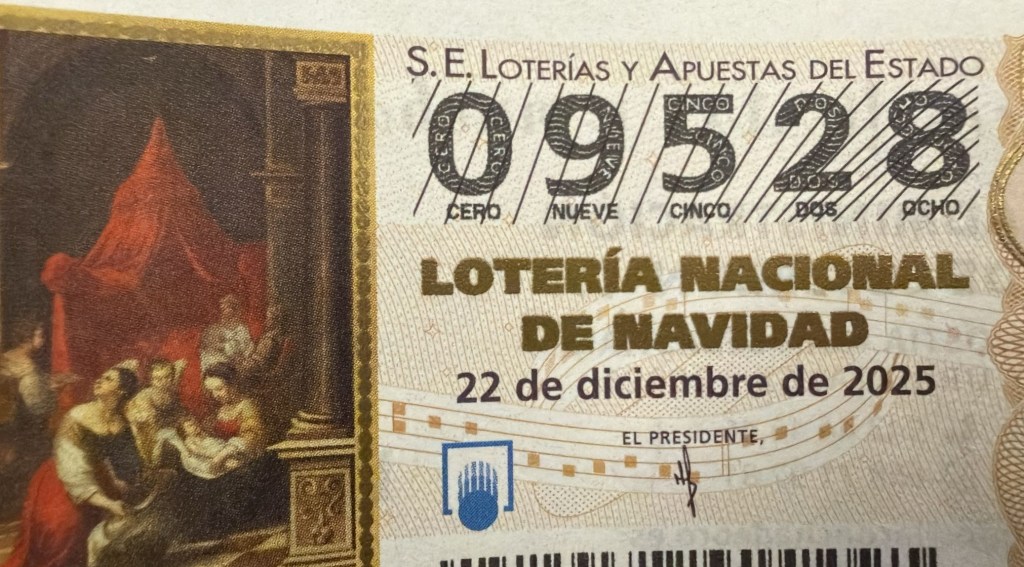 S. E. LOTERÍAS Y APUESTAS DEL ESTADO
09528
CERO NUEVE CINCO DOS OCHO
LOTERÍA NACIONAL
DE NAVIDAD
22 de diciembre de 2025
EL PRESIDENTE,